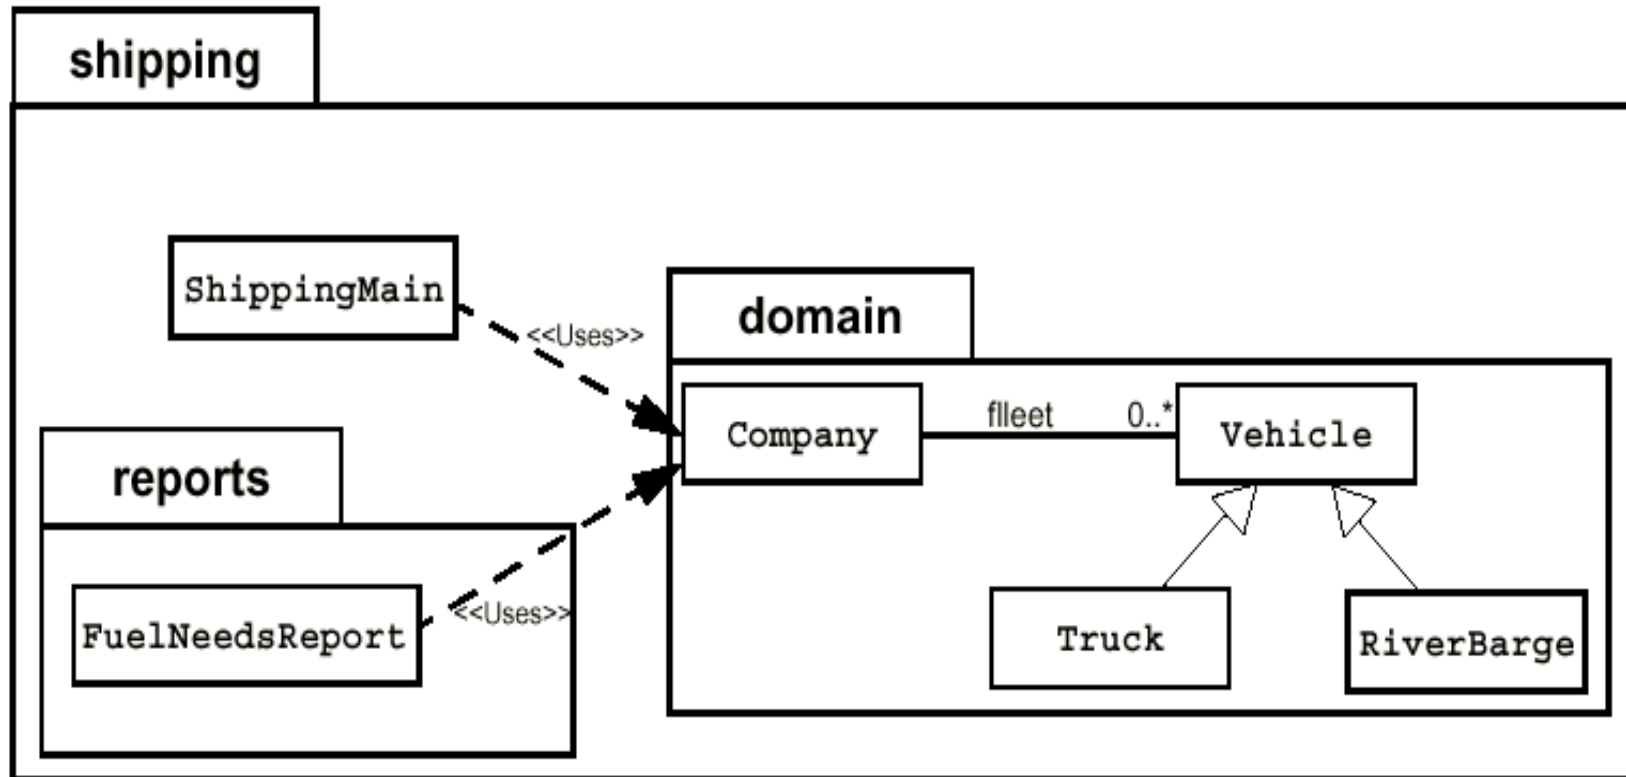 shipping
ShippingMain
<<Uses>>
domain
Company
flleet
0..*
Vehicle
reports
FuelNeedsReport
<<Uses>>
Truck
RiverBarge